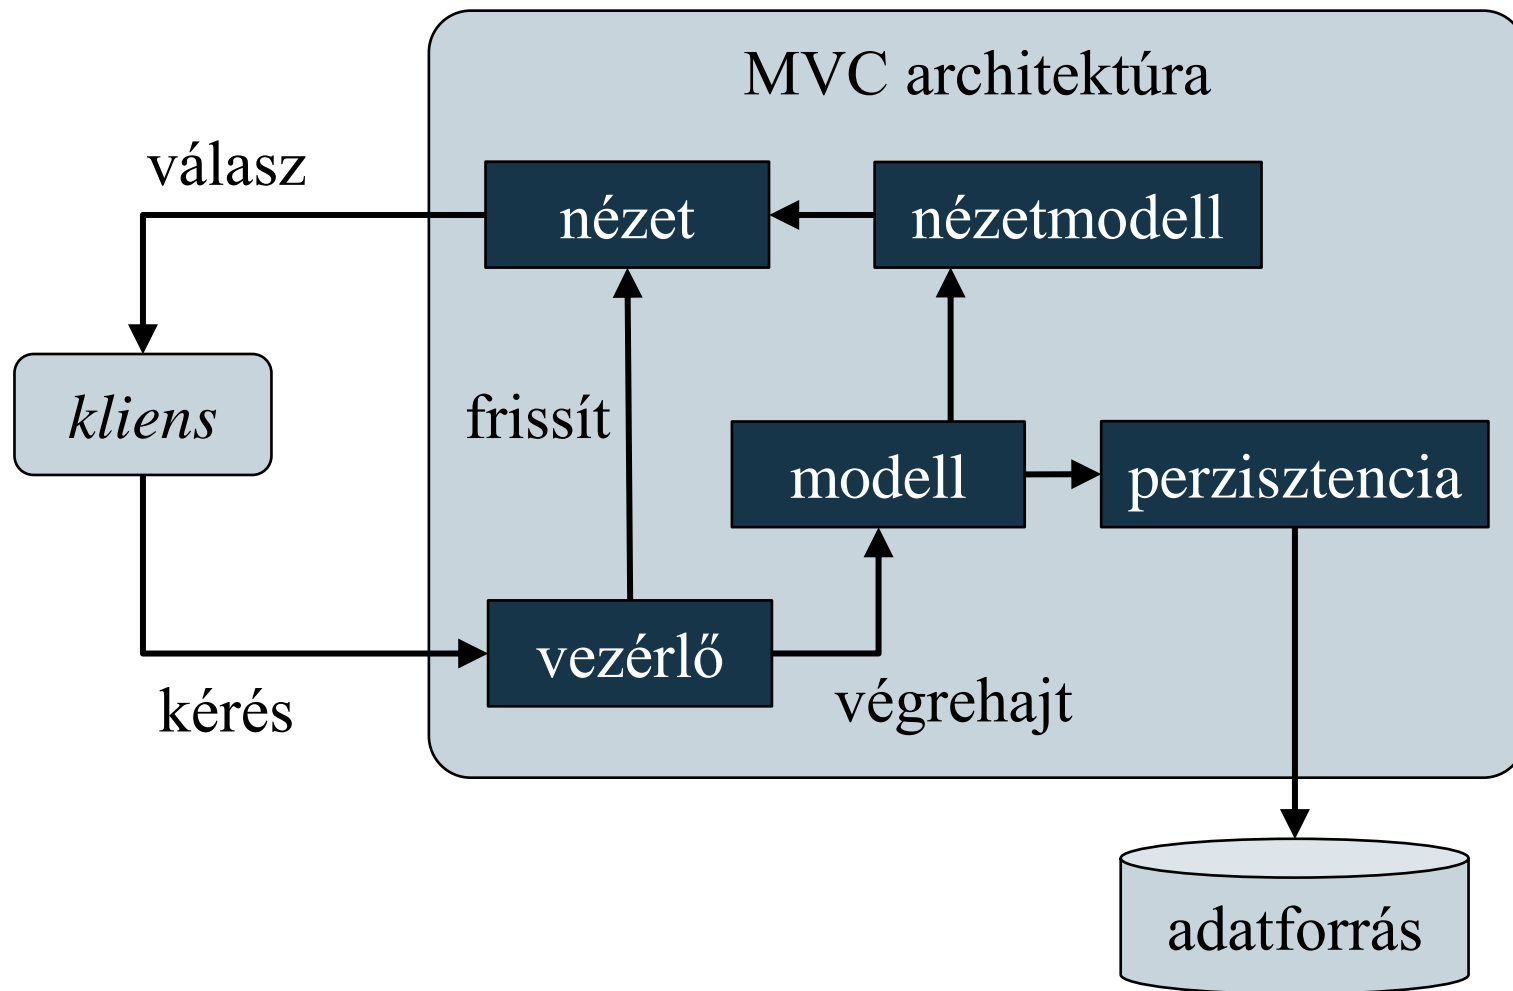 MVC architektúra
válasz
nézet
nézetmodell
kliens
frissít
modell
perzisztencia
vezérlő
kérés
végrehajt
adatforrás